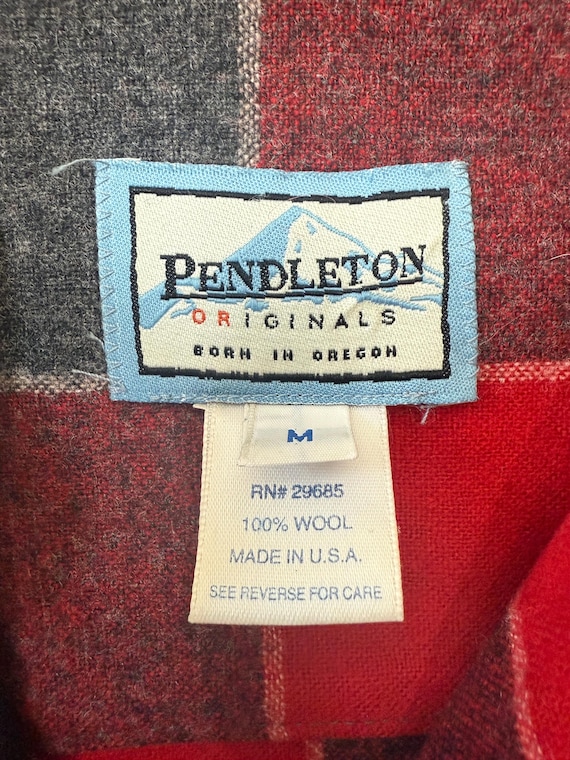 PENDLETON
ORIGINALS
BORN IN OREGON
M
RN# 29685
100% WOOL
MADE IN U.S.A.
SEE REVERSE FOR CARE